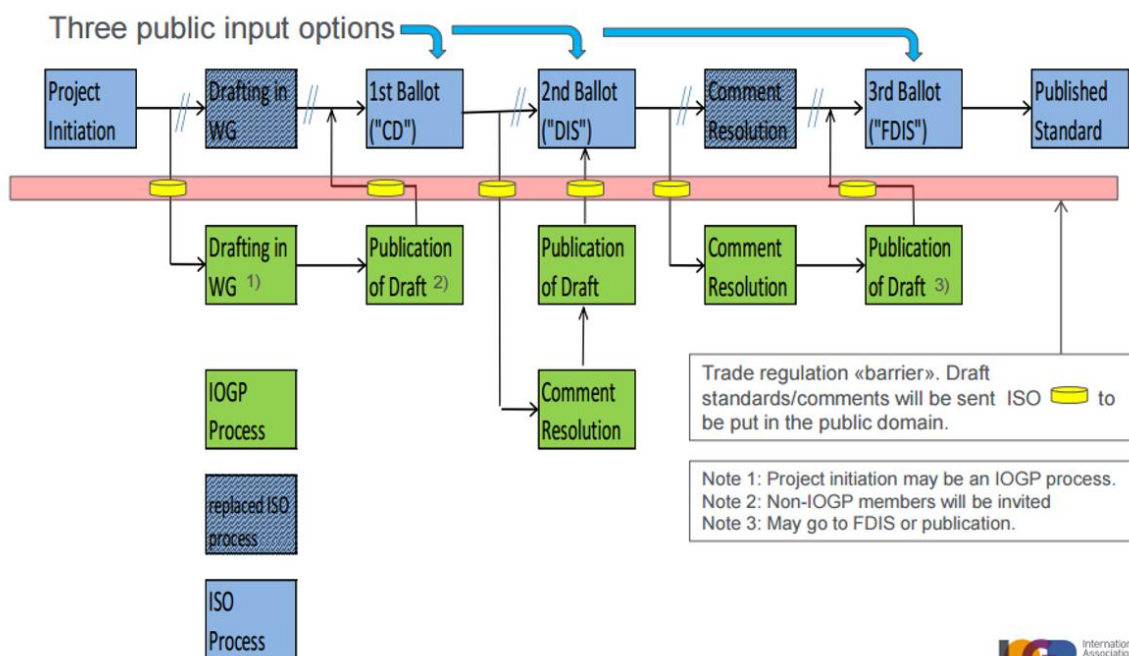 Three public input options
Project
Initiation
Drafting in
WG
1st Ballot
("CD")
2nd Ballot
("DIS")
Comment
Resolution
3rd Ballot
("FDIS")
Published
Standard
Drafting in
WG 1)
Publication
of Draft 2)
Publication
of Draft
Comment
Resolution
Publication
of Draft 3)
IOGP
Process
Comment
Resolution
Trade regulation «barrier». Draft
standards/comments will be sent ISO to
be put in the public domain.
replaced ISO
process
Note 1: Project initiation may be an IOGP process.
Note 2: Non-IOGP members will be invited
Note 3: May go to FDIS or publication.
ISO
Process